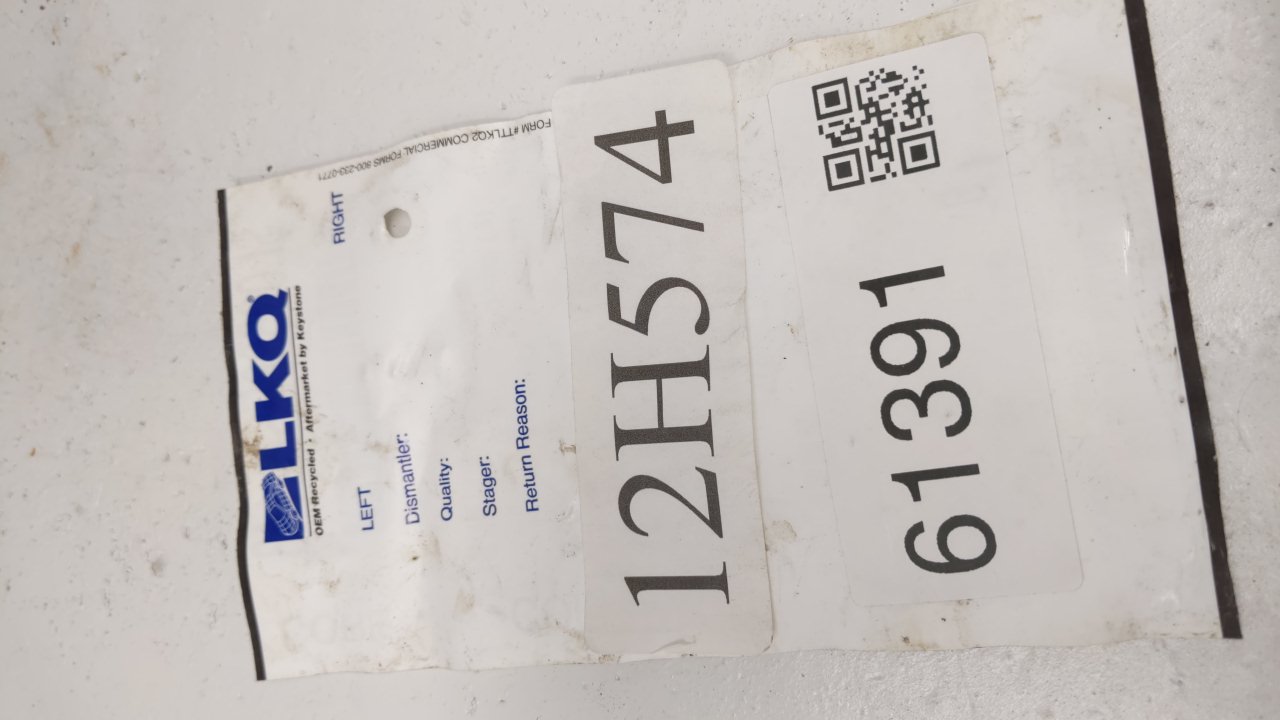 LKQ®
OEM Recycled • Aftermarket by Keystone
LEFT RIGHT
Dismantler:
Quality:
Stager:
Return Reason:
FORM #TTLKQ2 COMMERCIAL FORMS 800-233-0771
12H574
61391